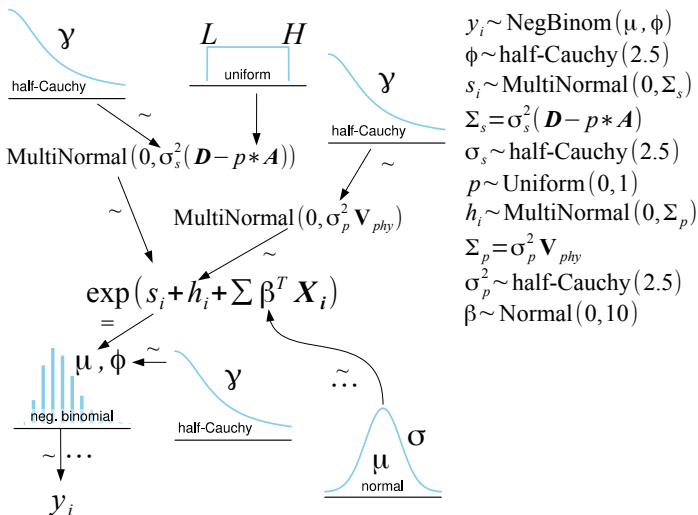 γ
half-Cauchy
L H
uniform
γ
half-Cauchy
~
~
MultiNormal(0,σ_s^2(D−p∗A))
~
MultiNormal(0,σ_p^2 V_phy)
~
exp(s_i+h_i+∑ β^T X_i)
=
μ,ϕ
~
neg. binomial
γ
half-Cauchy
~
...
σ
μ
normal
~ ...
y_i
y_i~NegBinom(μ,ϕ)
ϕ~half-Cauchy(2.5)
s_i~MultiNormal(0,Σ_s)
Σ_s=σ_s^2(D−p∗A)
σ_s~half-Cauchy(2.5)
p~Uniform(0,1)
h_i~MultiNormal(0,Σ_p)
Σ_p=σ_p^2 V_phy
σ_p^2~half-Cauchy(2.5)
β~Normal(0,10)